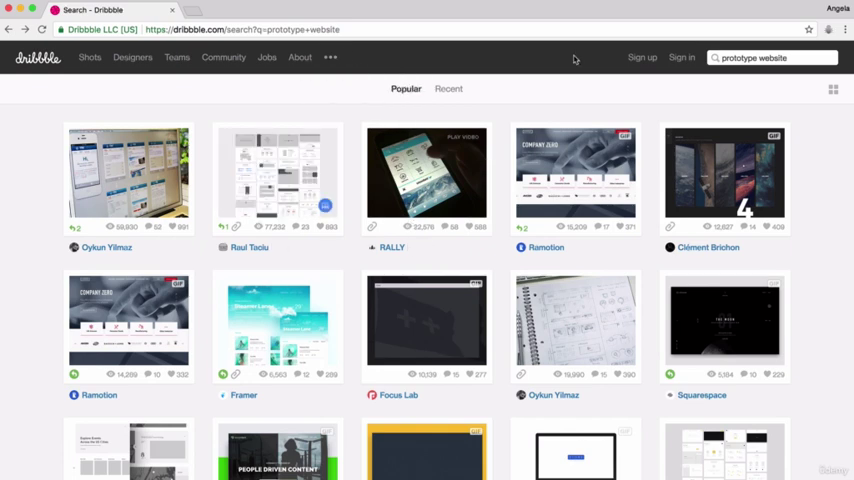 Search - Dribbble
Angela
Dribbble LLC [US]
https://dribbble.com/search?q=prototype+website
dribbble
Shots
Designers
Teams
Community
Jobs
About
Sign up
Sign in
prototype website
Popular
Recent
PLAY VIDEO
COMPANY ZERO
GIF
GIF
4
2
59,930
52
991
1
77,232
23
893
22,576
58
588
2
15,209
17
371
12,627
14
409
Oykun Yilmaz
Raul Taciu
RALLY
Ramotion
Clément Brichon
COMPANY ZERO
GIF
GIF
GIF
14,289
10
332
6,563
12
289
10,139
15
277
19,990
15
390
5,184
10
229
Ramotion
Framer
Focus Lab
Oykun Yilmaz
Squarespace
GIF
GIF
GIF
PEOPLE DRIVEN CONTENT
Udemy